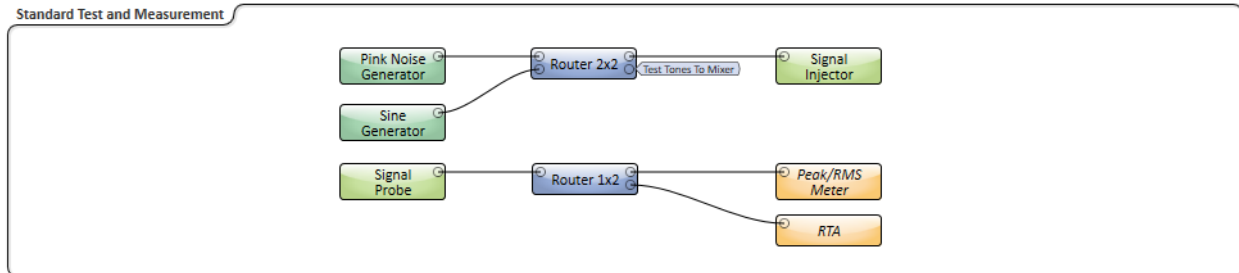 Standard Test and Measurement
Pink Noise
Generator
Router 2x2
Test Tones To Mixer
Signal
Injector
Sine
Generator
Signal
Probe
Router 1x2
Peak/RMS
Meter
RTA